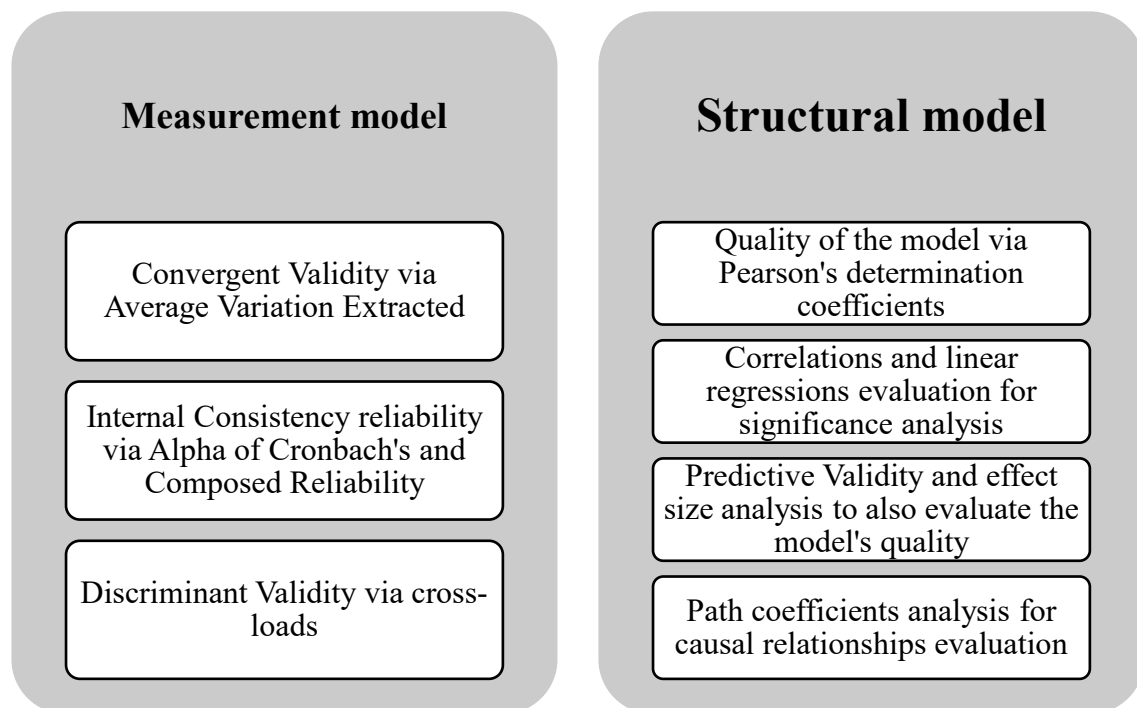 Measurement model
Convergent Validity via
Average Variation Extracted
Internal Consistency reliability
via Alpha of Cronbach's and
Composed Reliability
Discriminant Validity via cross-
loads
Structural model
Quality of the model via
Pearson's determination
coefficients
Correlations and linear
regressions evaluation for
significance analysis
Predictive Validity and effect
size analysis to also evaluate the
model's quality
Path coefficients analysis for
causal relationships evaluation